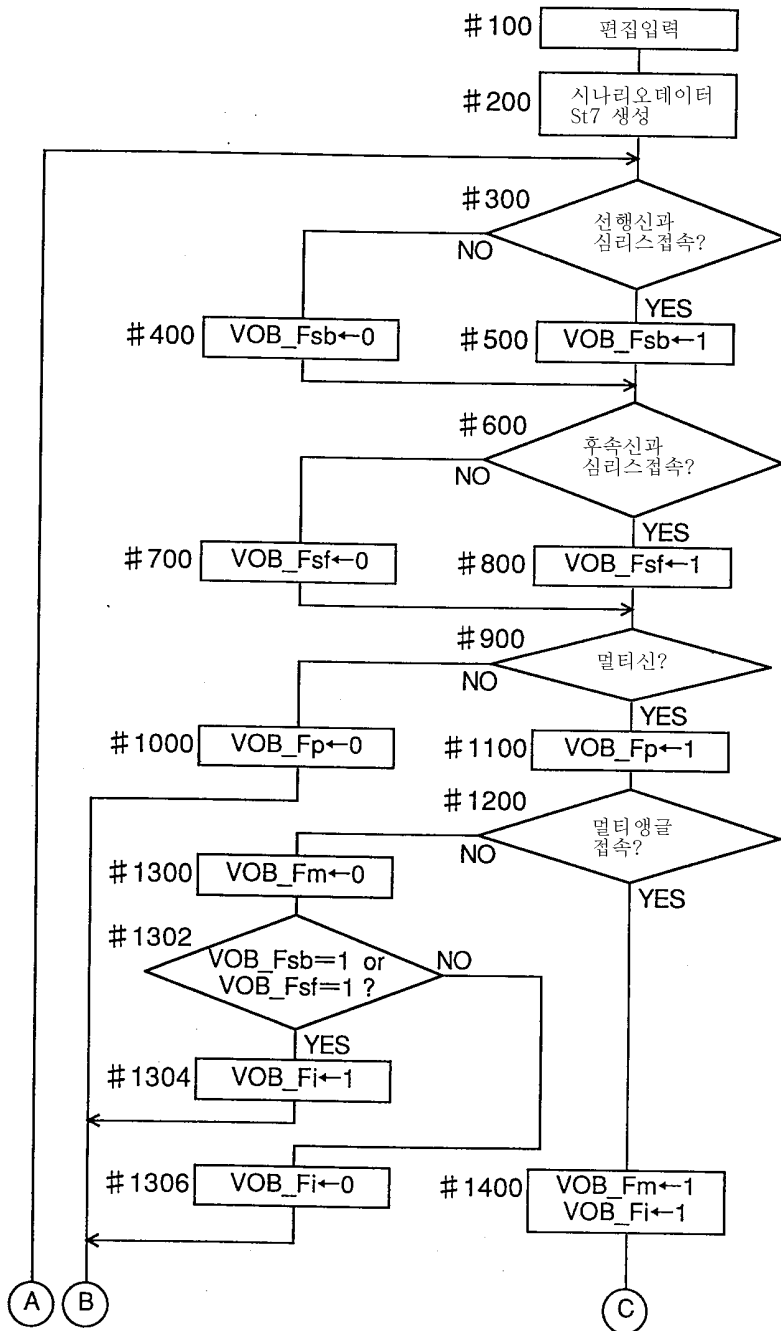 #100 편집입력
#200 시나리오데이터
St7 생성
#300 선행신과
심리스접속?
NO
YES
#400 VOB_Fsb←0
#500 VOB_Fsb←1
#600 후속신과
심리스접속?
NO
YES
#700 VOB_Fsf←0
#800 VOB_Fsf←1
#900 멀티신?
NO
YES
#1000 VOB_Fp←0
#1100 VOB_Fp←1
#1200 멀티앵글
접속?
NO
YES
#1300 VOB_Fm←0
#1302 VOB_Fsb=1 or
VOB_Fsf=1 ?
NO
YES
#1304 VOB_Fi←1
#1306 VOB_Fi←0
#1400 VOB_Fm←1
VOB_Fi←1
A B C